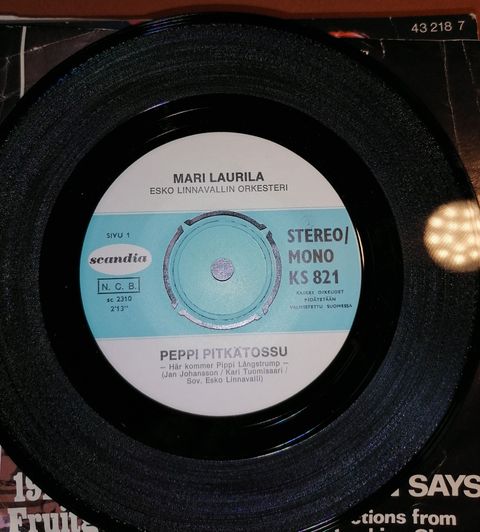 43 218 7
MARI LAURILA
ESKO LINNAVALLIN ORKESTERI
SIVU 1
scandia
N. C. B.
sc 2310
2'13"
STEREO/
MONO
KS 821
KAIKKI OIKEUDET
PIDÄTETÄÄN
VALMISTETTU SUOMESSA
PEPPI PITKÄTOSSU
— Här kommer Pippi Långstrump —
(Jan Johansson / Kari Tuomisaari /
Sov. Esko Linnavalli)
SAYS
ctions from